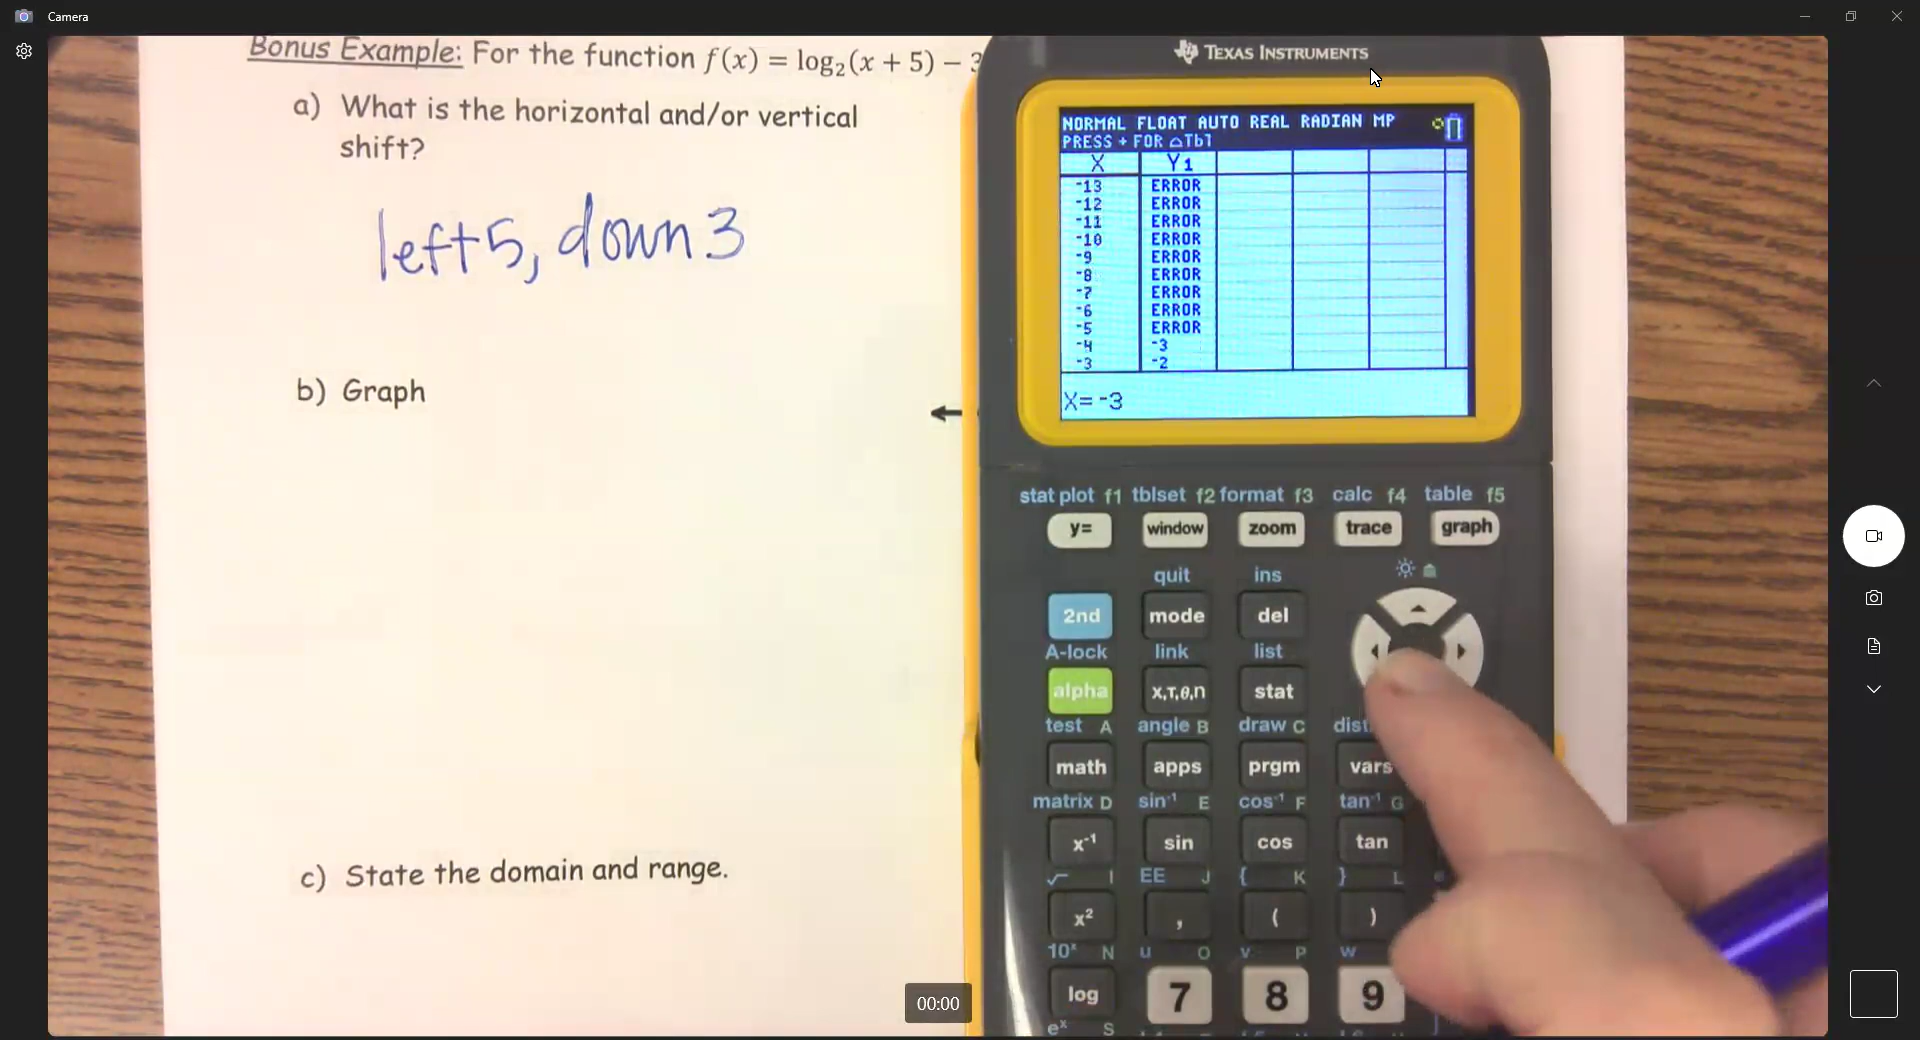 Camera
Bonus Example: For the function f(x) = log₂(x + 5) − 3
a) What is the horizontal and/or vertical
shift?
left 5, down 3
b) Graph
c) State the domain and range.
00:00
TEXAS INSTRUMENTS
NORMAL FLOAT AUTO REAL RADIAN MP
PRESS + FOR △Tbl
X Y1
-13 ERROR
-12 ERROR
-11 ERROR
-10 ERROR
-9 ERROR
-8 ERROR
-7 ERROR
-6 ERROR
-5 ERROR
-4 -3
-3 -2
X= -3
stat plot f1 tblset f2 format f3 calc f4 table f5
y= window zoom trace graph
quit ins
2nd mode del
A-lock link list
alpha X,T,θ,n stat
test A angle B draw C
math apps prgm vars
matrix D sin⁻¹ E cos⁻¹ F tan⁻¹ G
x⁻¹ sin cos tan
√ I EE J { K } L
x² , ( )
10ˣ N u O v P w
log 7 8 9
eˣ S